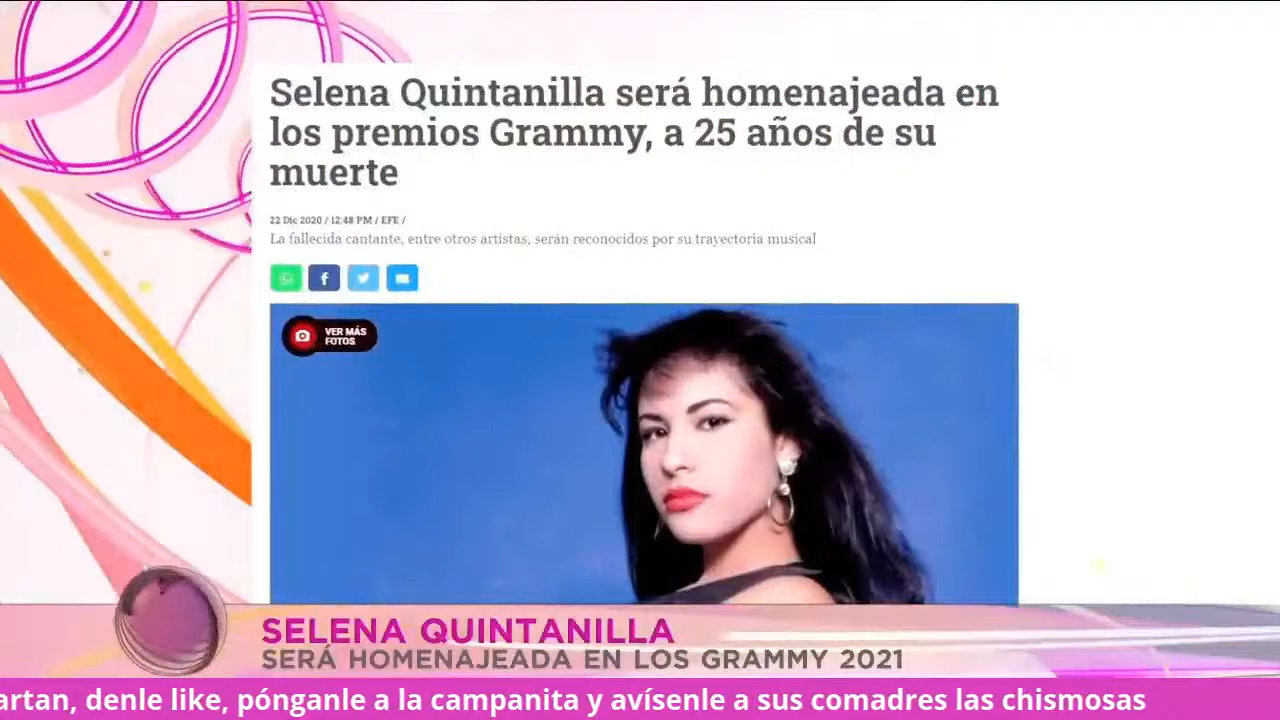 Selena Quintanilla será homenajeada en
los premios Grammy, a 25 años de su
muerte
22 Dic 2020 / 12:48 PM / EFE /
La fallecida cantante, entre otros artistas, serán reconocidos por su trayectoria musical
VER MÁS
FOTOS
SELENA QUINTANILLA
SERÁ HOMENAJEADA EN LOS GRAMMY 2021
artan, denle like, pónganle a la campanita y avísenle a sus comadres las chismosas